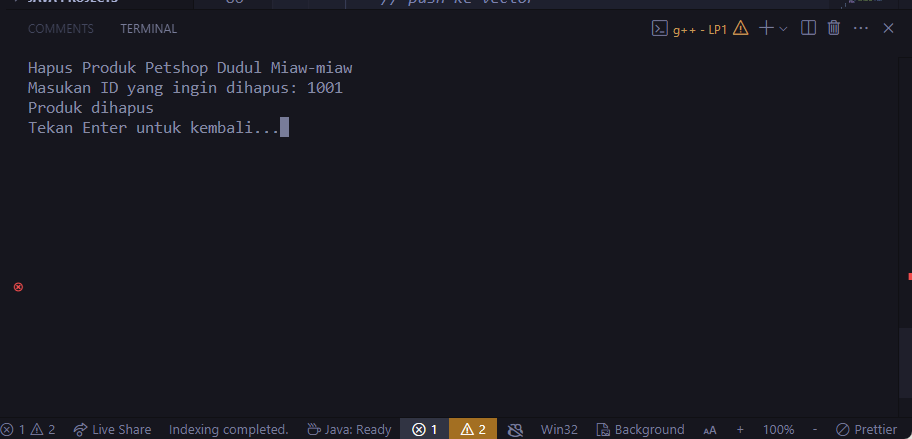 // push ke vector
COMMENTS TERMINAL g++ - LP1
Hapus Produk Petshop Dudul Miaw-miaw
Masukan ID yang ingin dihapus: 1001
Produk dihapus
Tekan Enter untuk kembali...
1 2 Live Share Indexing completed. Java: Ready 1 2 Win32 Background AA + 100% - Prettier